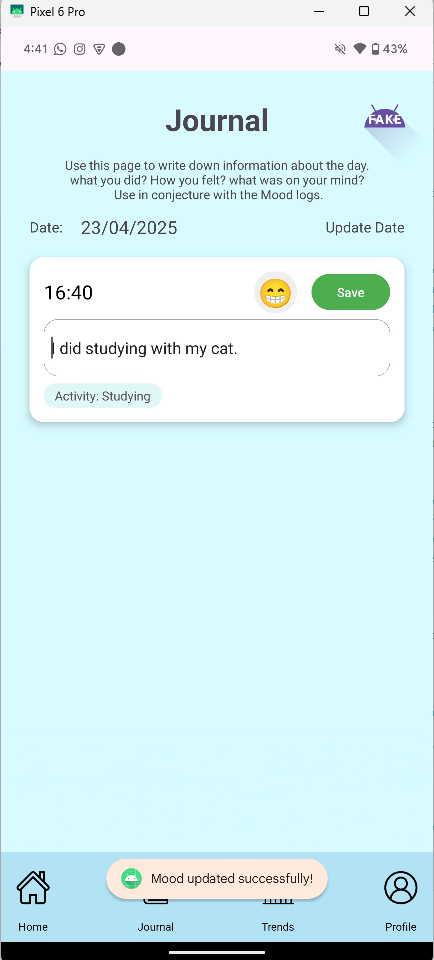 Pixel 6 Pro
4:41
43%
Journal
FAKE
Use this page to write down information about the day.
what you did? How you felt? what was on your mind?
Use in conjecture with the Mood logs.
Date: 23/04/2025 Update Date
16:40 Save
I did studying with my cat.
Activity: Studying
Mood updated successfully!
Home Journal Trends Profile